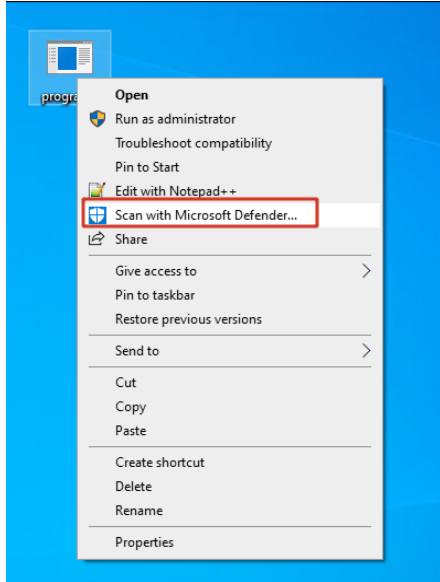 Open
Run as administrator
Troubleshoot compatibility
Pin to Start
Edit with Notepad++
Scan with Microsoft Defender...
Share
Give access to
Pin to taskbar
Restore previous versions
Send to
Cut
Copy
Paste
Create shortcut
Delete
Rename
Properties